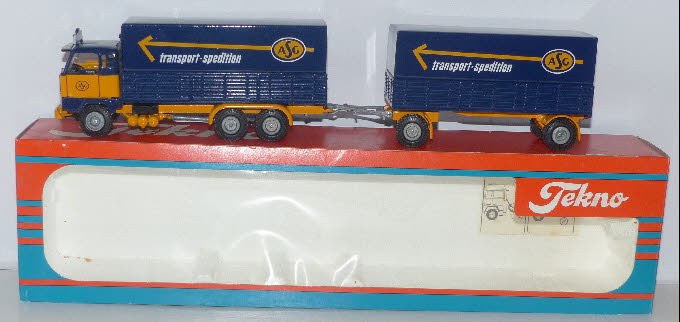 transport-spedition
ASG
transport-spedition
ASG
Tekno